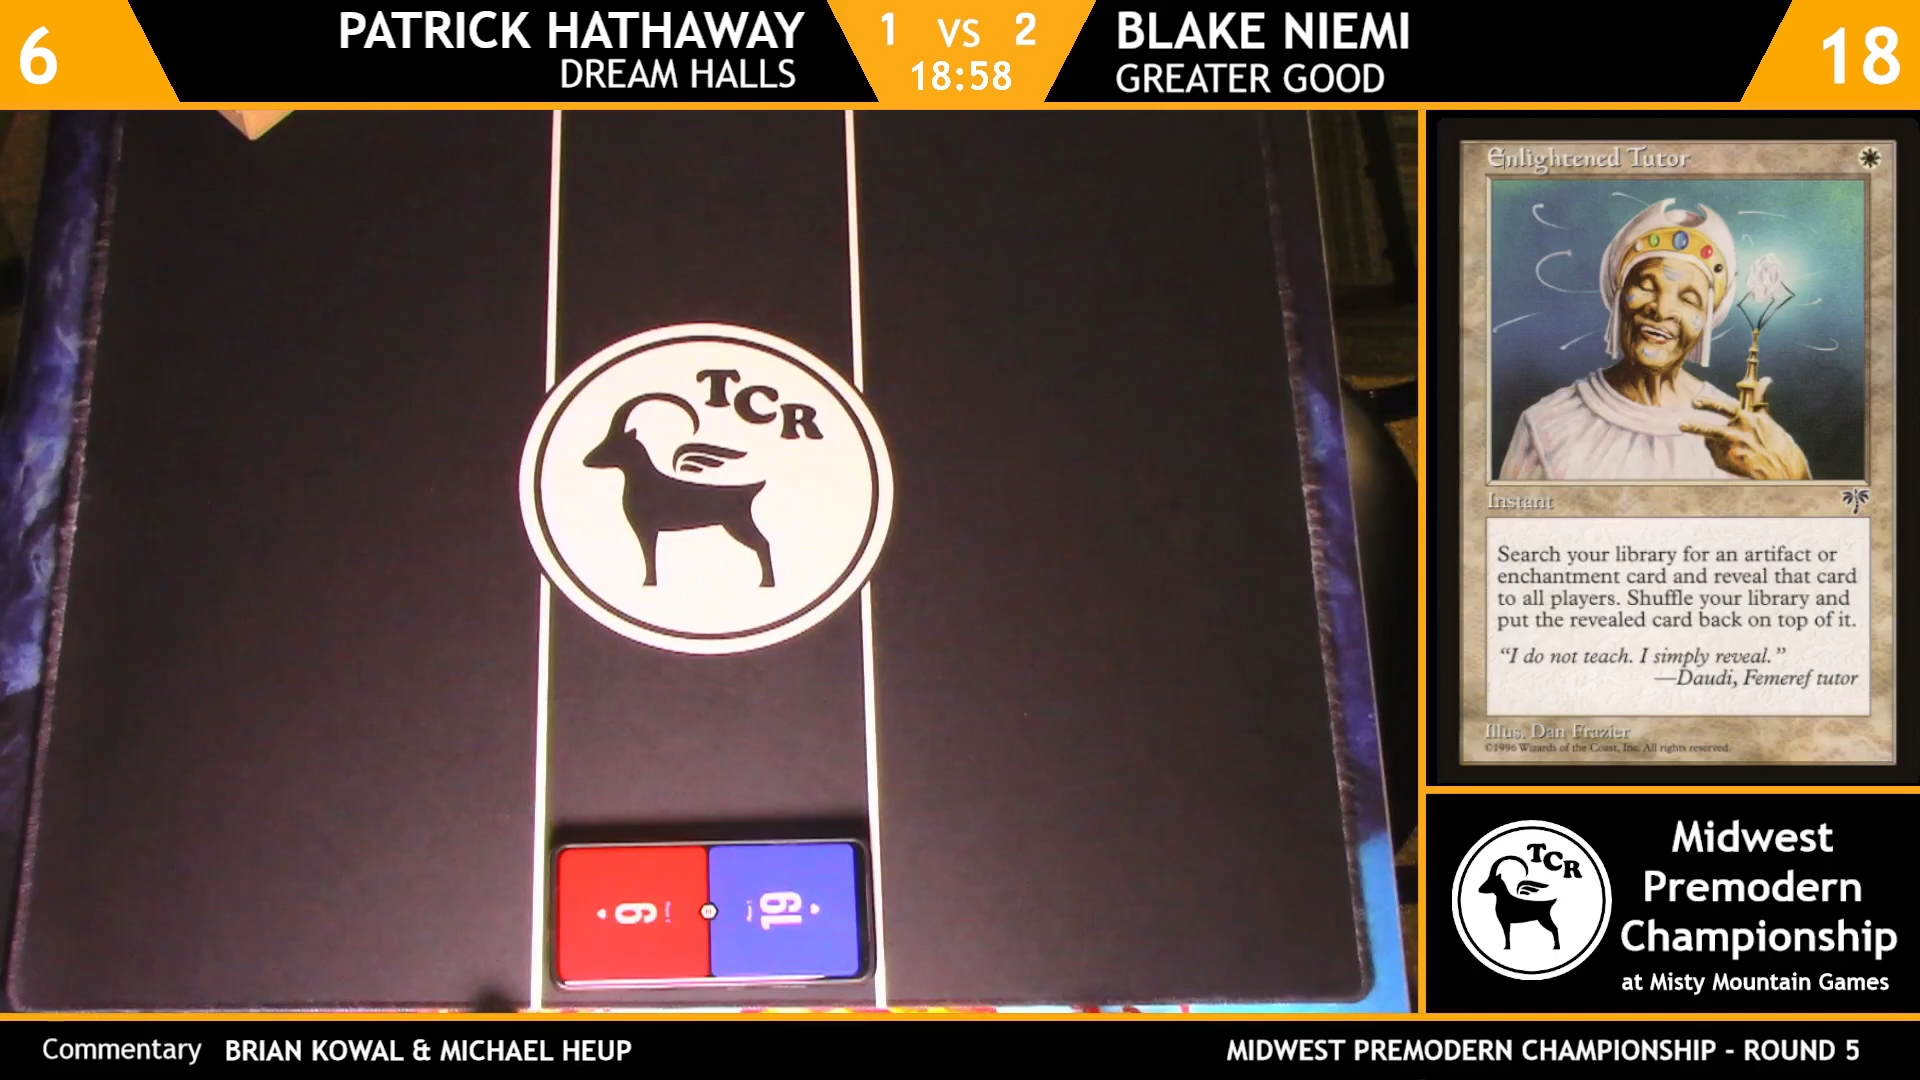 6
PATRICK HATHAWAY
DREAM HALLS
1 VS 2
18:58
BLAKE NIEMI
GREATER GOOD
18
TCR
Enlightened Tutor
Instant
Search your library for an artifact or
enchantment card and reveal that card
to all players. Shuffle your library and
put the revealed card back on top of it.
“I do not teach. I simply reveal.”
—Daudi, Femeref tutor
Illus. Dan Frazier
©1996 Wizards of the Coast, Inc. All rights reserved.
19
TCR
Midwest
Premodern
Championship
at Misty Mountain Games
Commentary BRIAN KOWAL & MICHAEL HEUP
MIDWEST PREMODERN CHAMPIONSHIP - ROUND 5